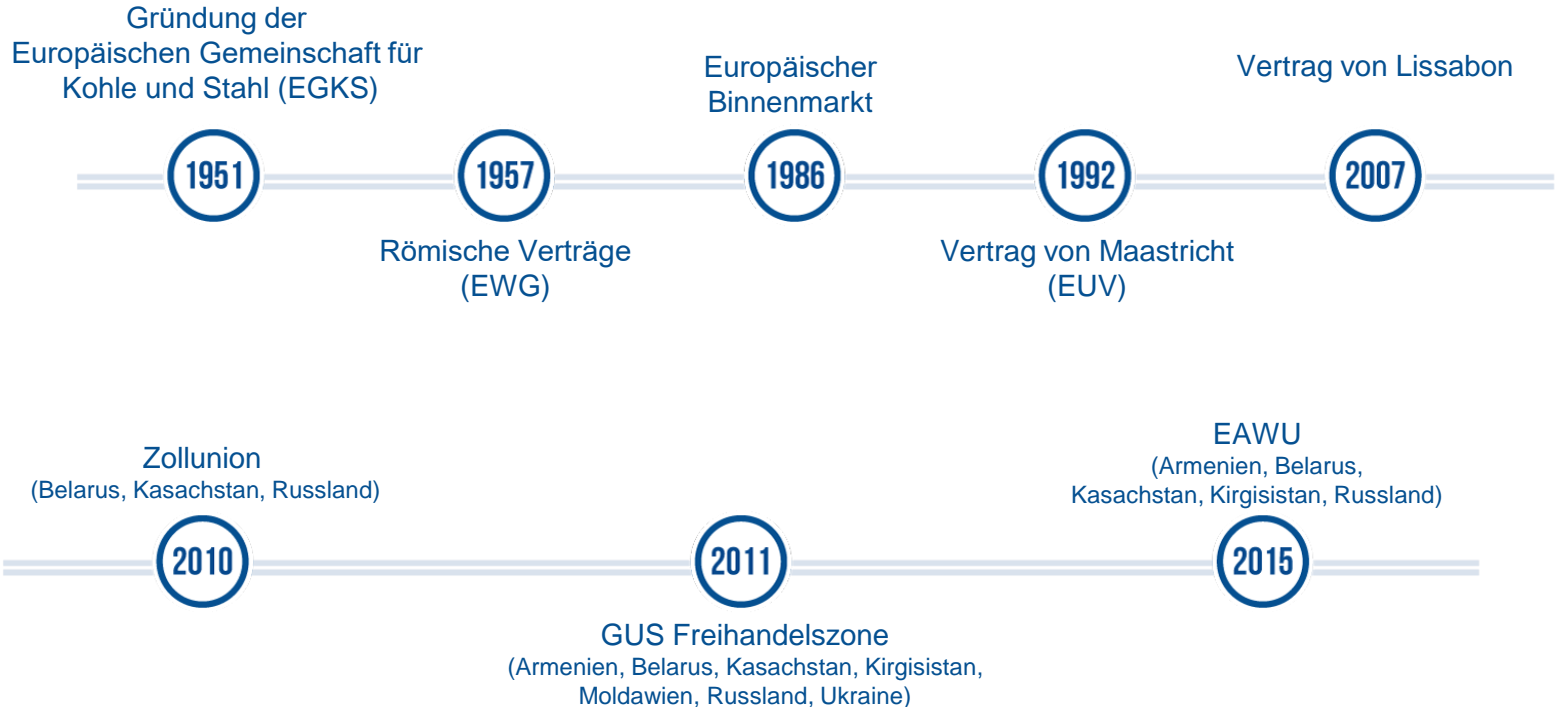 Gründung der
Europäischen Gemeinschaft für
Kohle und Stahl (EGKS)
Europäischer
Binnenmarkt
Vertrag von Lissabon
1951
1957
1986
1992
2007
Römische Verträge
(EWG)
Vertrag von Maastricht
(EUV)
Zollunion
(Belarus, Kasachstan, Russland)
EAWU
(Armenien, Belarus,
Kasachstan, Kirgisistan, Russland)
2010
2011
2015
GUS Freihandelszone
(Armenien, Belarus, Kasachstan, Kirgisistan,
Moldawien, Russland, Ukraine)